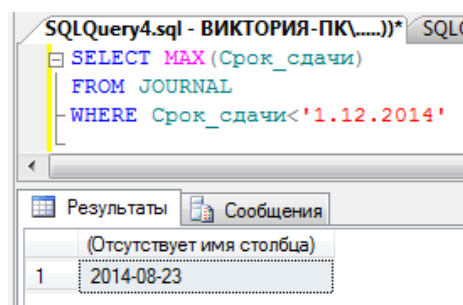 SQLQuery4.sql - ВИКТОРИЯ-ПК\.....))* SQLQ
SELECT MAX(Срок_сдачи)
FROM JOURNAL
WHERE Срок_сдачи<'1.12.2014'
Результаты Сообщения
(Отсутствует имя столбца)
1 2014-08-23